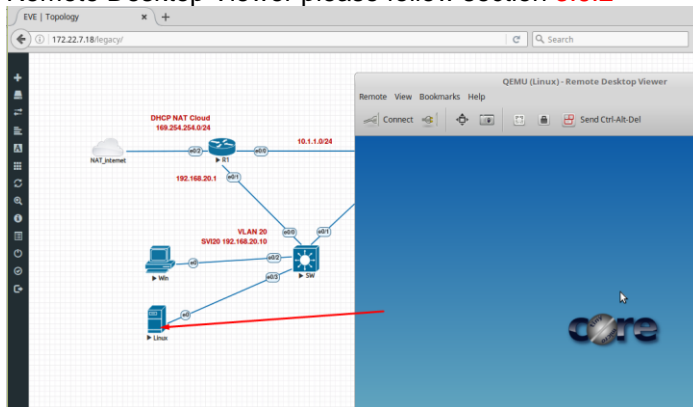 Remote Desktop Viewer please follow section
EVE | Topology
172.22.7.18/legacy/
Search
QEMU (Linux) - Remote Desktop Viewer
Remote View Bookmarks Help
Connect
Send Ctrl-Alt-Del
DHCP NAT Cloud
169.254.254.0/24
10.1.1.0/24
NAT_internet
e0/2
e0/0
R1
192.168.20.1
e0/1
VLAN 20
SVI20 192.168.20.10
e0/0
e0/1
e0
e0/2
Win
SW
e0/3
e0
Linux
core